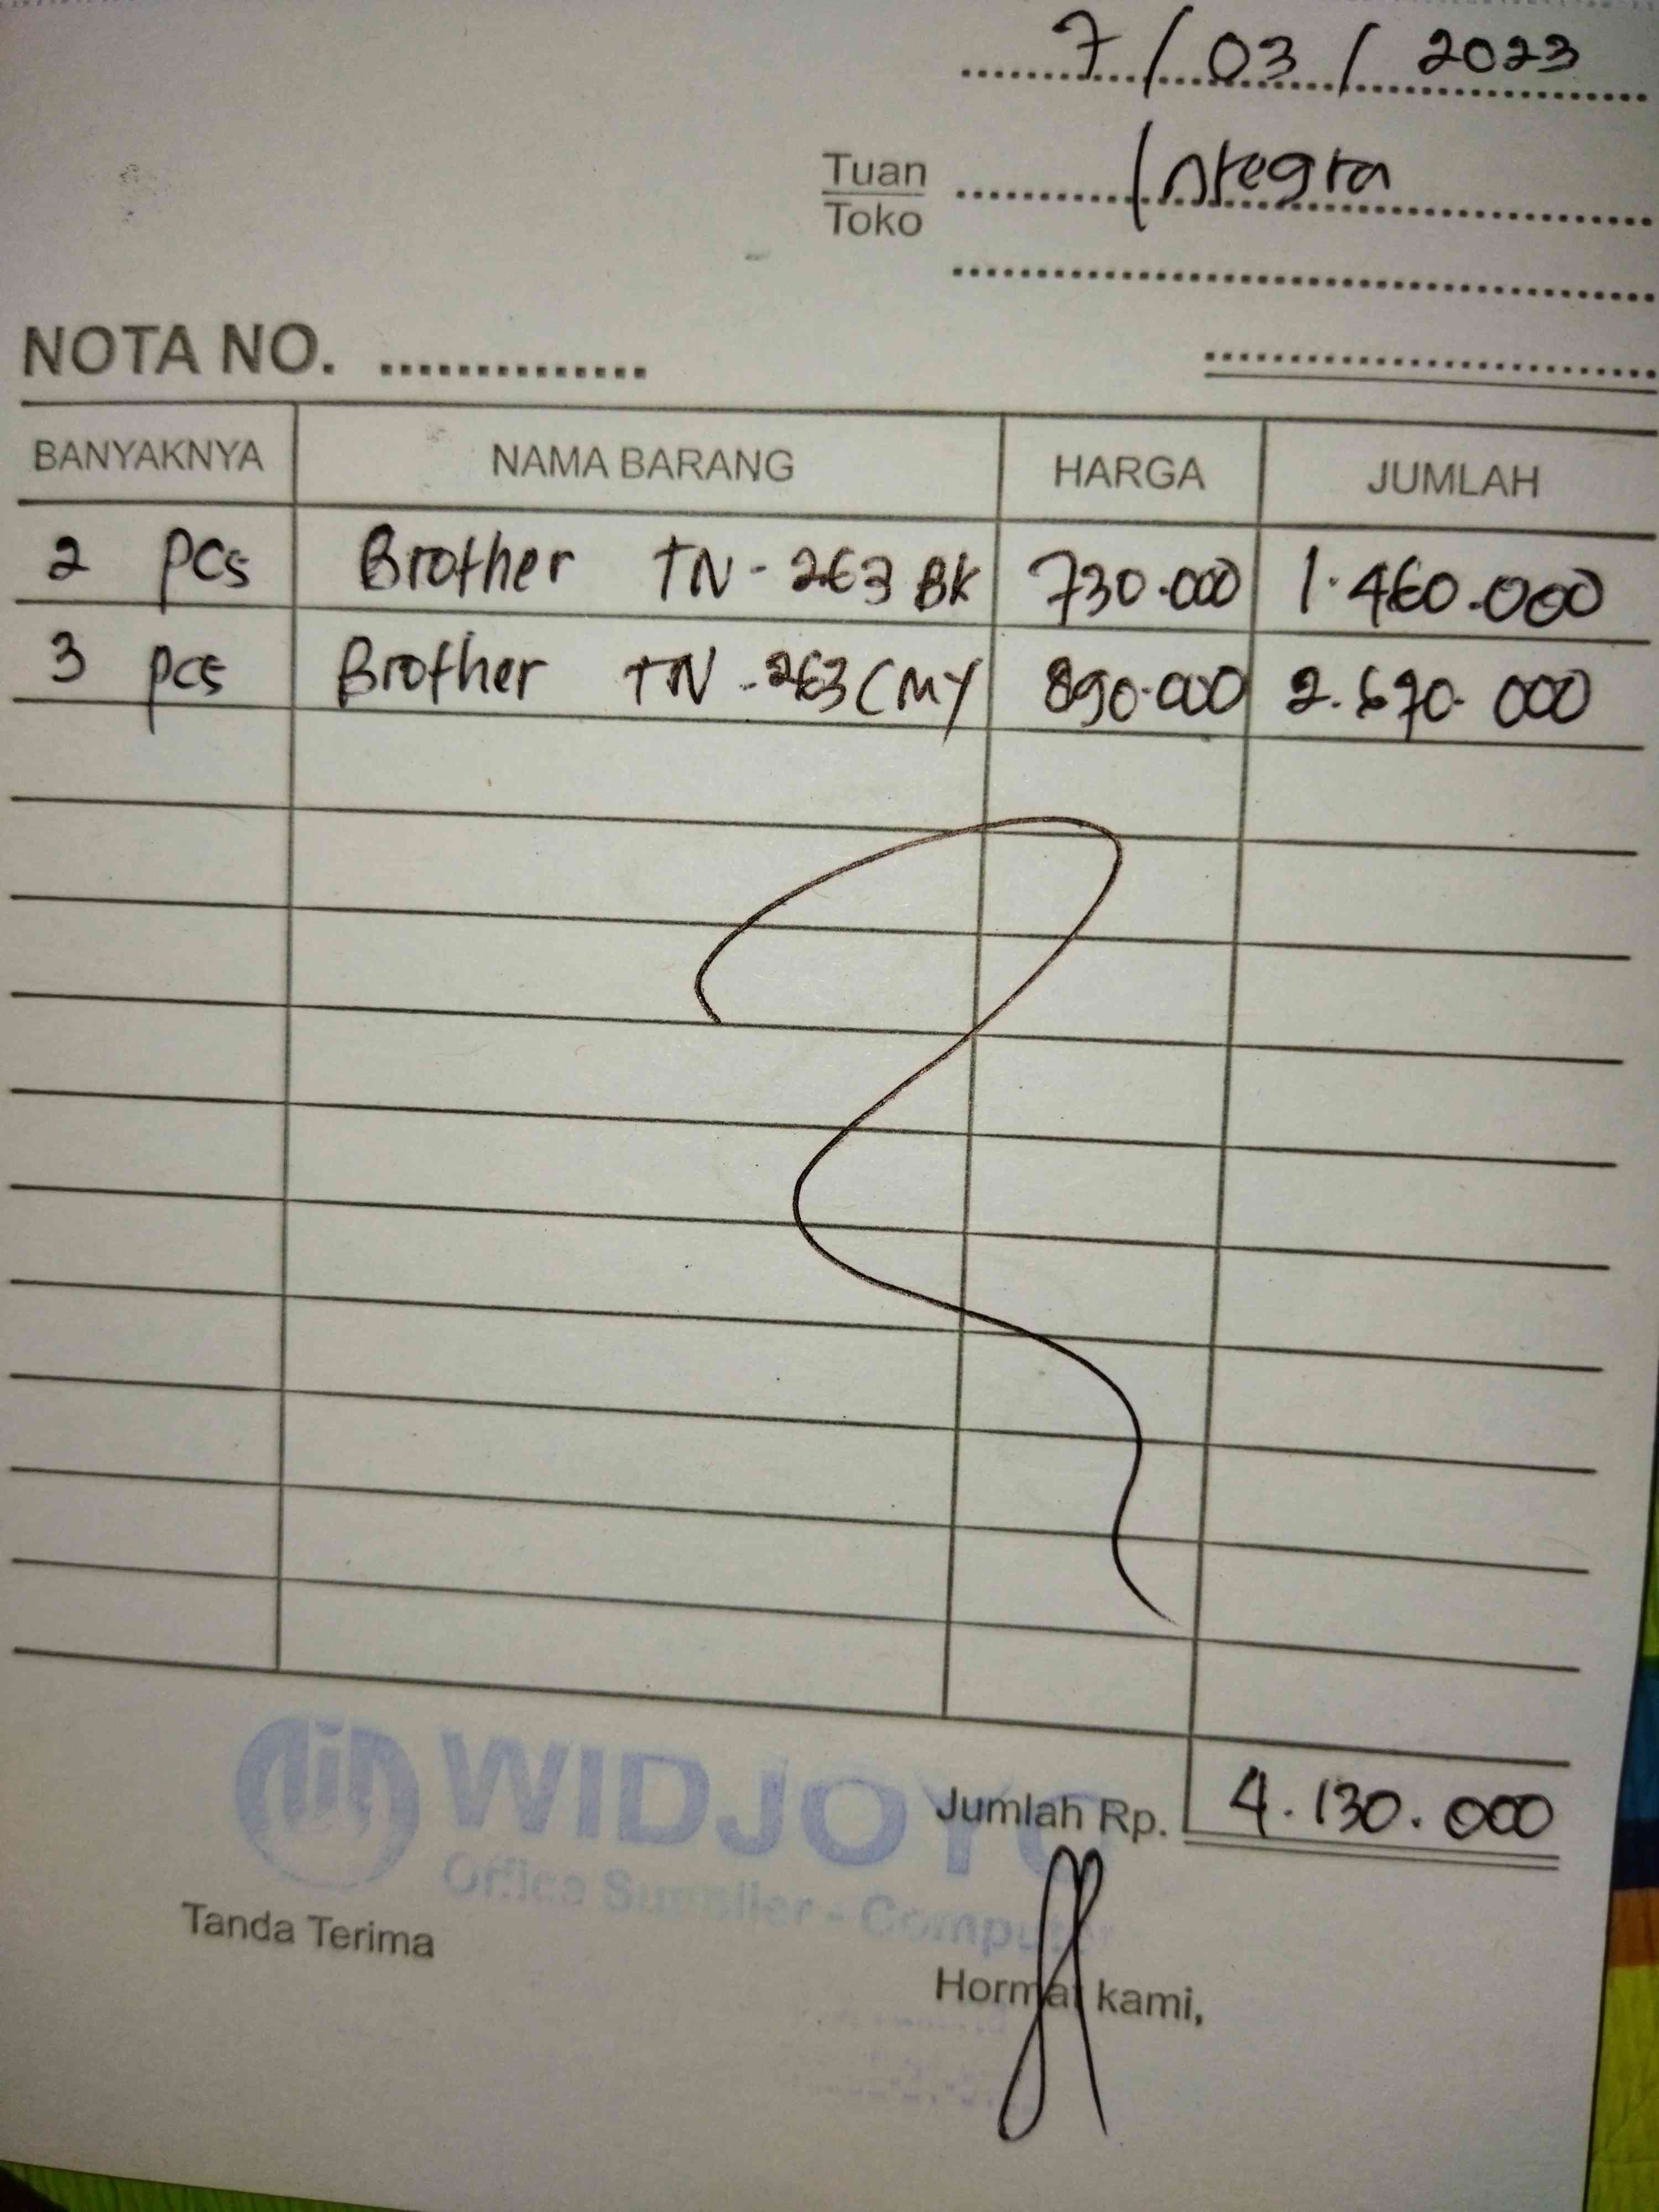 7 / 03 / 2023
Tuan Integra
Toko
NOTA NO.
BANYAKNYA NAMA BARANG HARGA JUMLAH
2 pcs Brother TN-263 BK 730.000 1.460.000
3 pcs Brother TN-263 CMY 890.000 2.670.000
Jumlah Rp. 4.130.000
WIDJOYO
Office Supplier - Computer
Tanda Terima
Hormat kami,